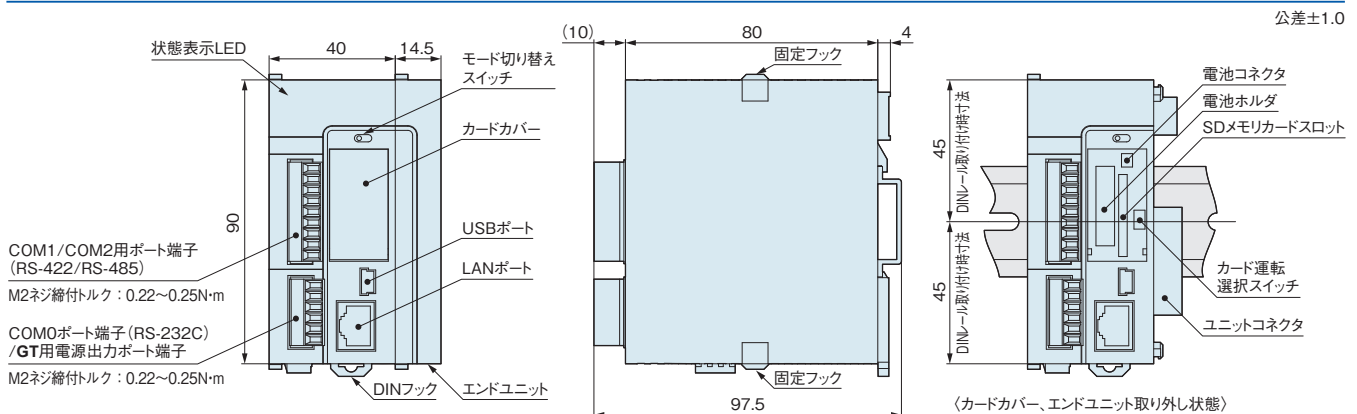 公差±1.0
状態表示LED
40
14.5
モード切り替え
スイッチ
カードカバー
90
USBポート
LANポート
COM1/COM2用ポート端子
(RS-422/RS-485)
M2ネジ締付トルク：0.22〜0.25N・m
COM0ポート端子(RS-232C)
/GT用電源出力ポート端子
M2ネジ締付トルク：0.22〜0.25N・m
DINフック
エンドユニット
(10)
80
4
固定フック
固定フック
97.5
45
DINレール取り付け時寸法
45
DINレール取り付け時寸法
電池コネクタ
電池ホルダ
SDメモリカードスロット
カード運転
選択スイッチ
ユニットコネクタ
〈カードカバー、エンドユニット取り外し状態〉